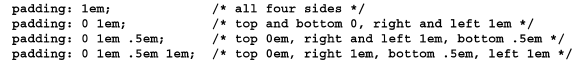 padding: 1em; /* all four sides */
padding: 0 1em; /* top and bottom 0, right and left 1em */
padding: 0 1em .5em; /* top 0em, right and left 1em, bottom .5em */
padding: 0 1em .5em 1em; /* top 0em, right 1em, bottom .5em, left 1em */